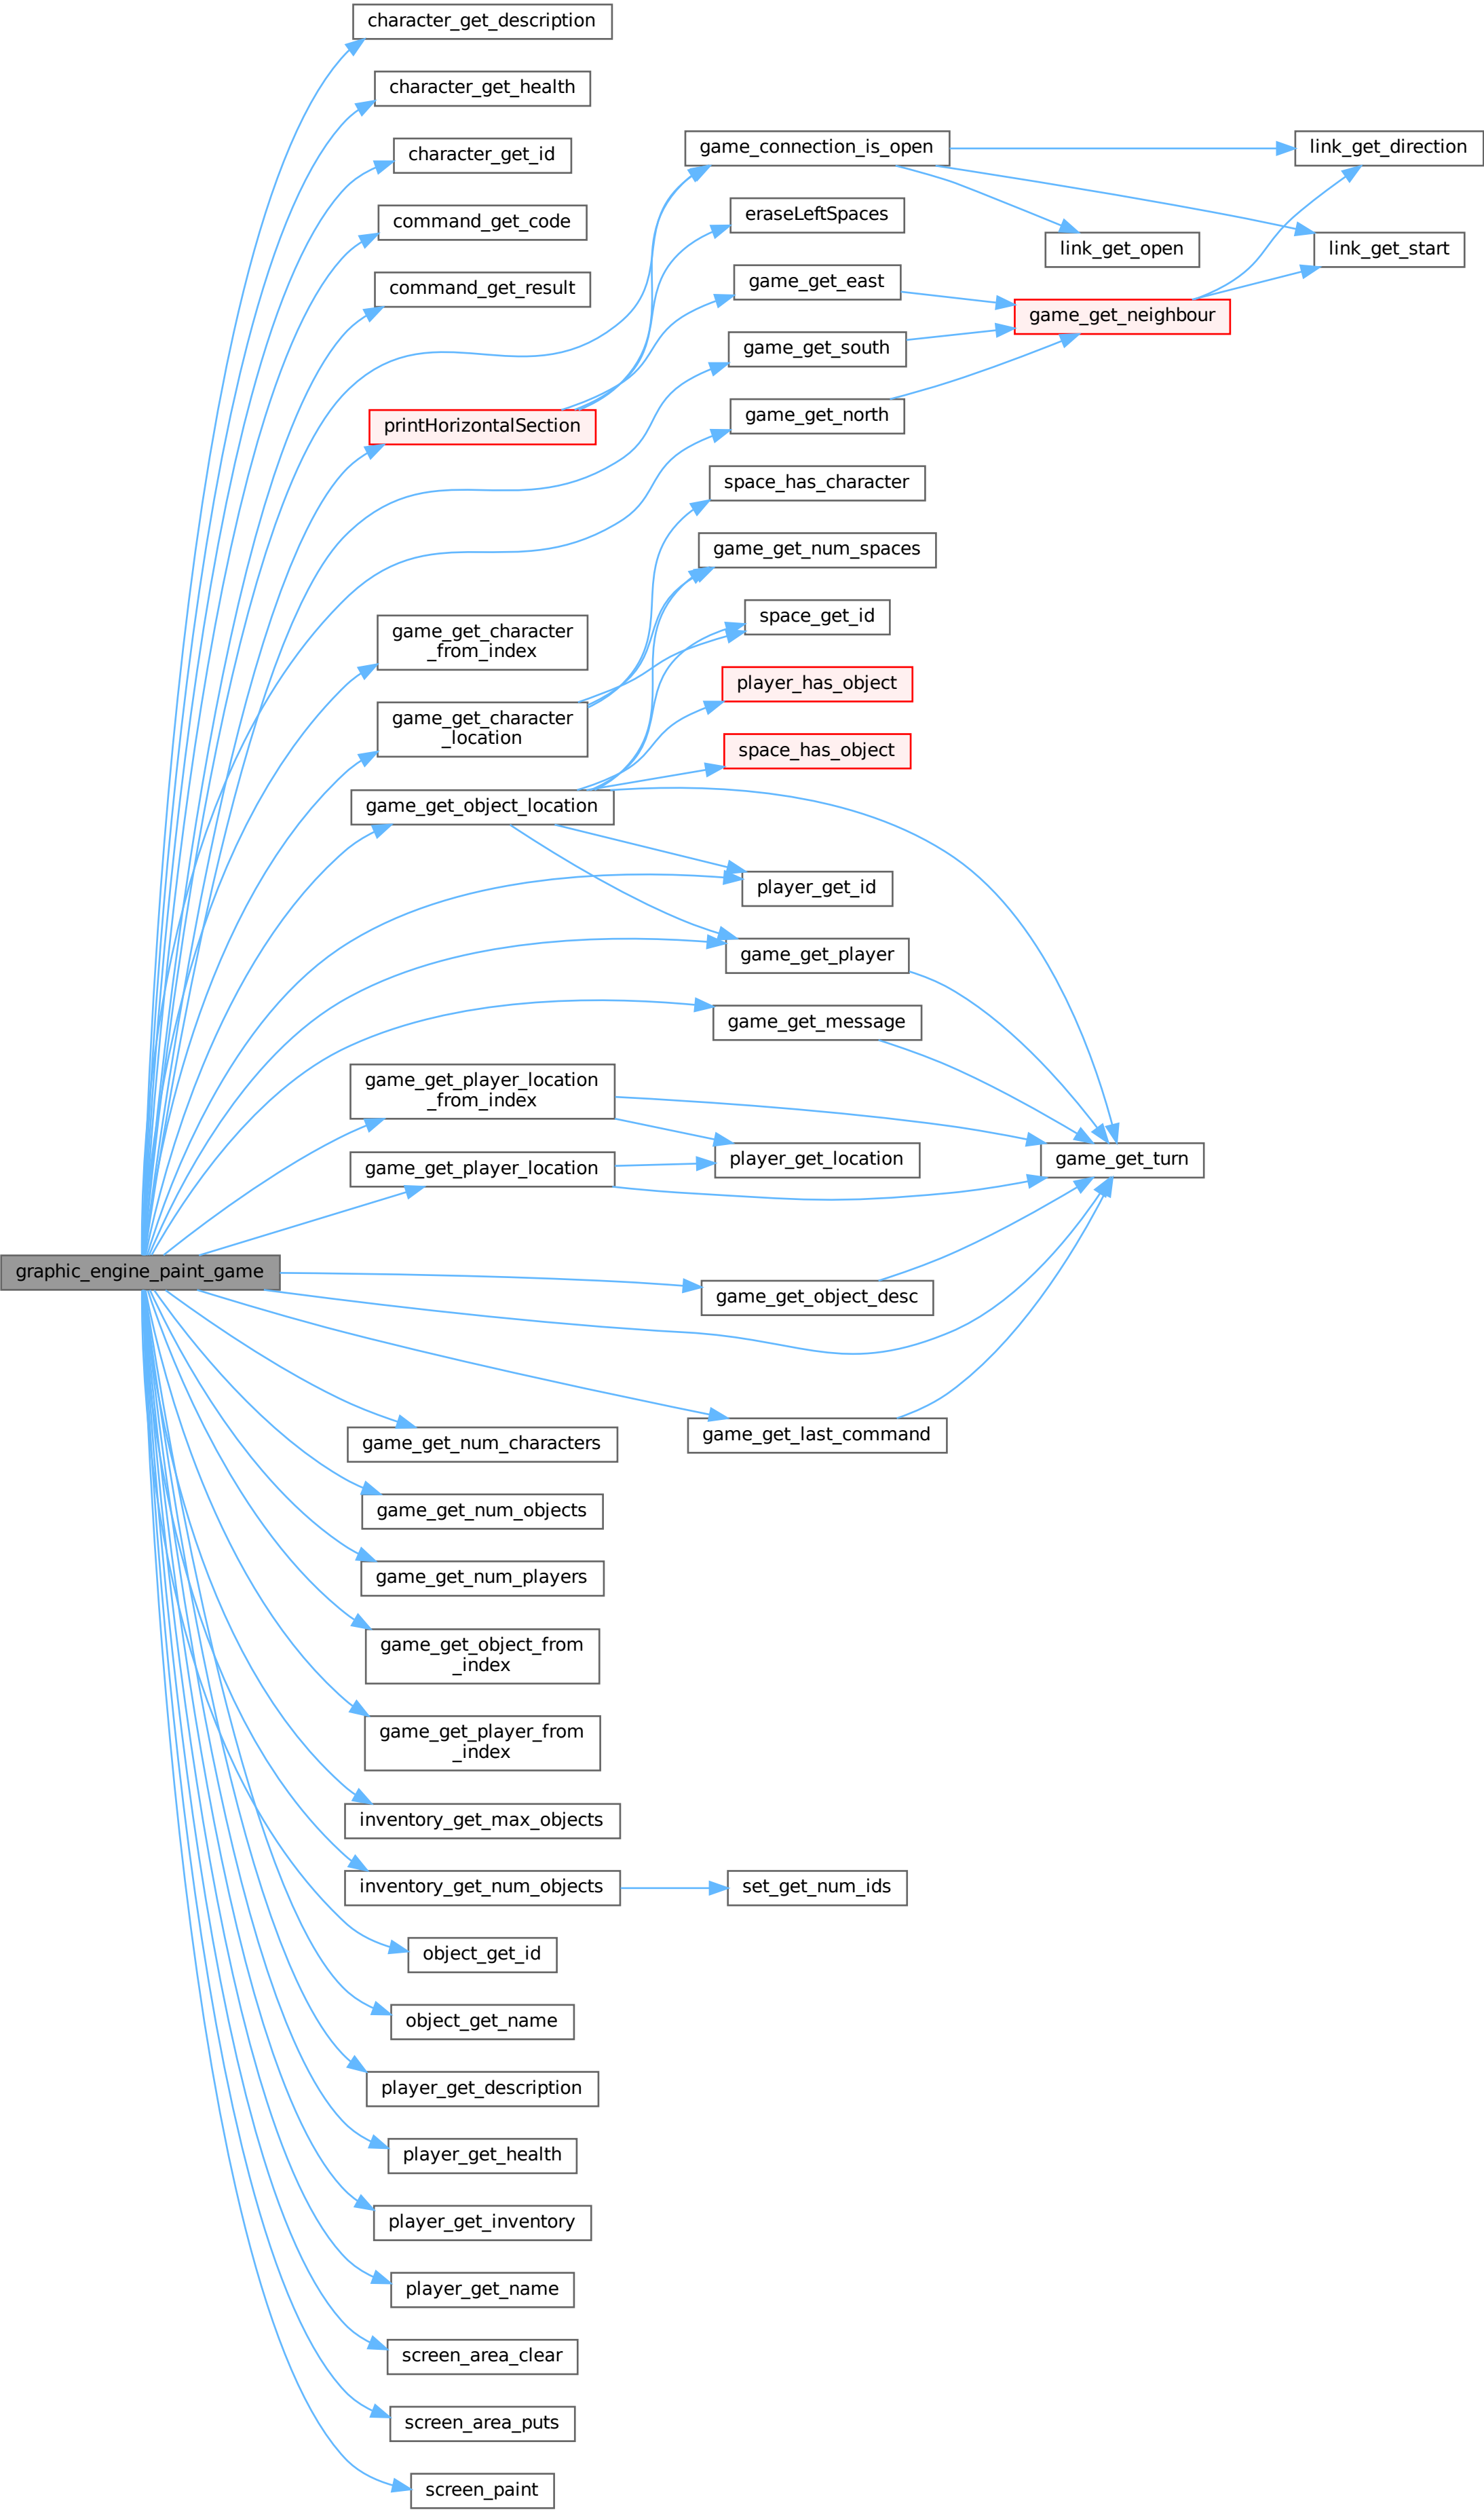 character_get_description
character_get_health
character_get_id
command_get_code
command_get_result
printHorizontalSection
game_connection_is_open
eraseLeftSpaces
game_get_east
game_get_south
game_get_north
link_get_direction
link_get_open
link_get_start
game_get_neighbour
space_has_character
game_get_num_spaces
space_get_id
player_has_object
space_has_object
game_get_character
_from_index
game_get_character
_location
game_get_object_location
player_get_id
game_get_player
game_get_message
game_get_player_location
_from_index
game_get_player_location
player_get_location
game_get_turn
graphic_engine_paint_game
game_get_object_desc
game_get_last_command
game_get_num_characters
game_get_num_objects
game_get_num_players
game_get_object_from
_index
game_get_player_from
_index
inventory_get_max_objects
inventory_get_num_objects
set_get_num_ids
object_get_id
object_get_name
player_get_description
player_get_health
player_get_inventory
player_get_name
screen_area_clear
screen_area_puts
screen_paint